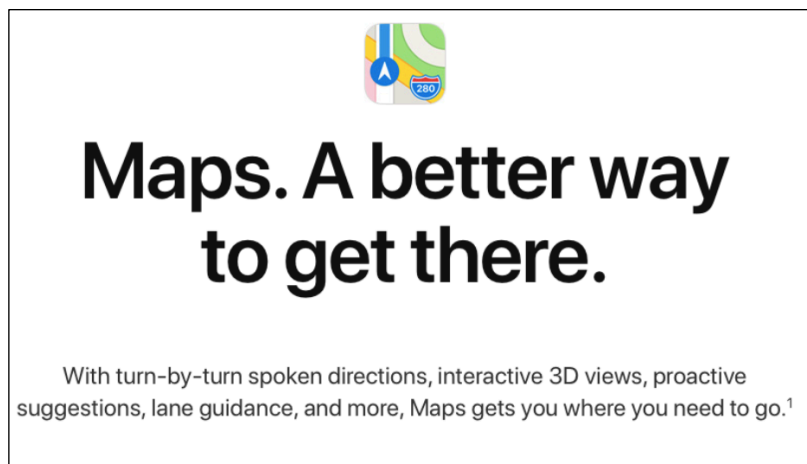 280
Maps. A better way
to get there.
With turn-by-turn spoken directions, interactive 3D views, proactive
suggestions, lane guidance, and more, Maps gets you where you need to go.¹